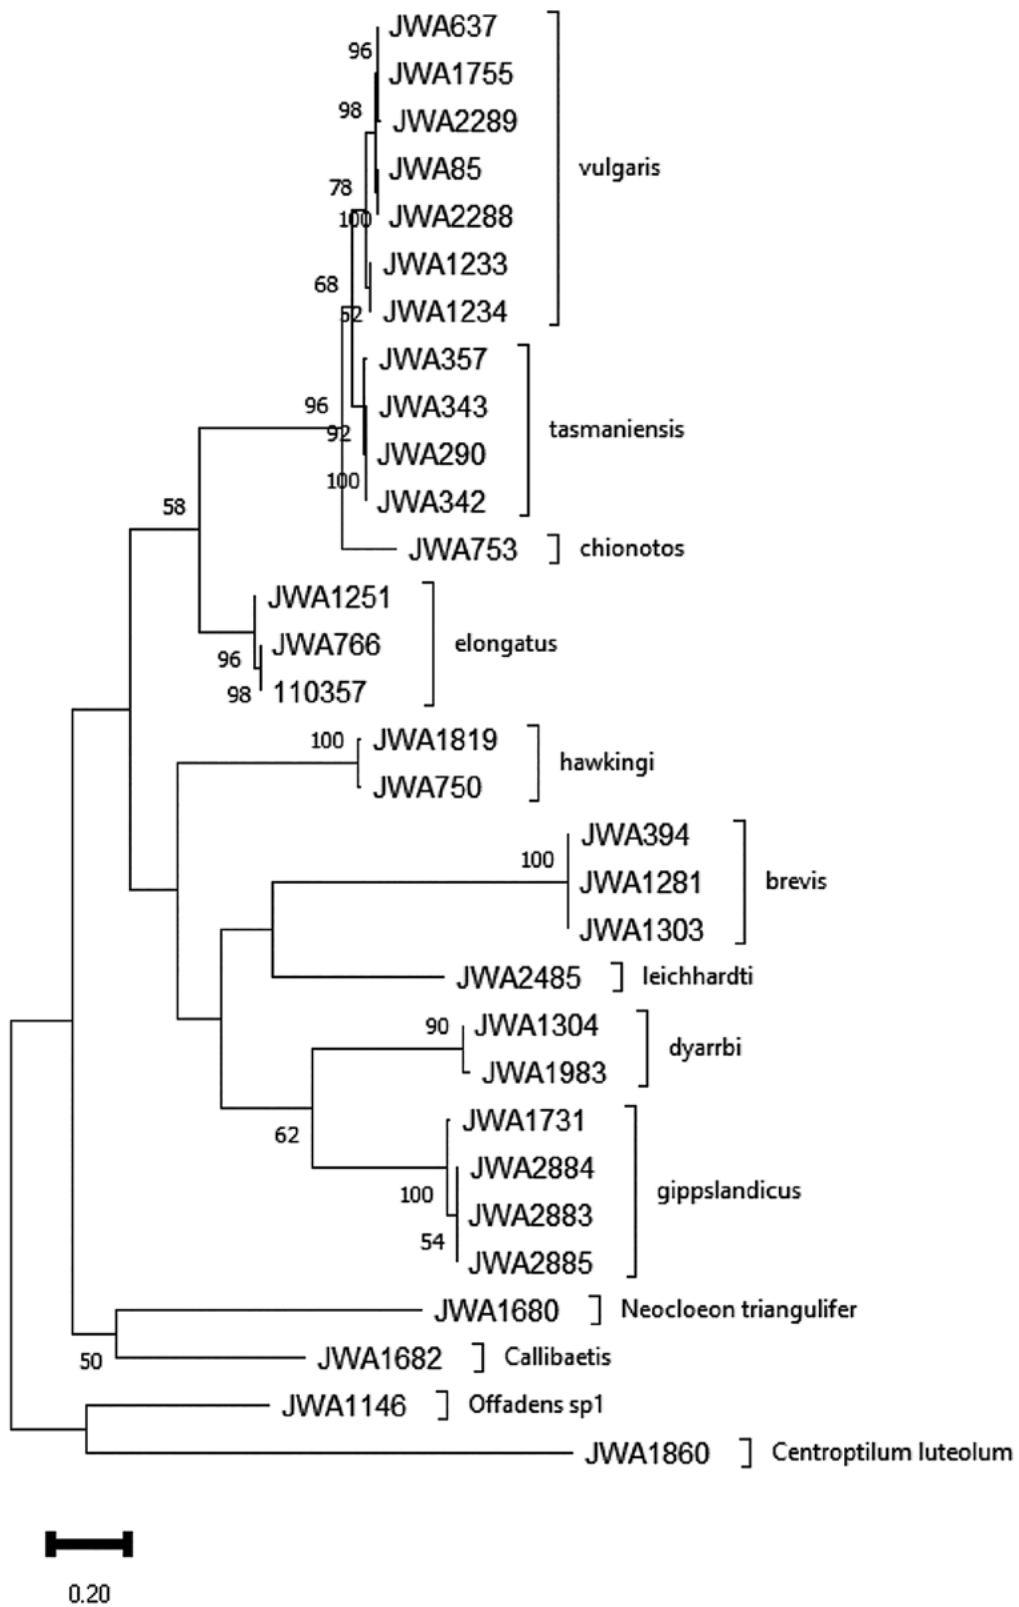 JWA637
96
JWA1755
98
JWA2289
JWA85
vulgaris
78
JWA2288
100
JWA1233
68
JWA1234
52
JWA357
JWA343
96
tasmaniensis
92
JWA290
100
JWA342
JWA753
chionotos
58
JWA1251
JWA766
elongatus
96
110357
98
JWA1819
100
hawkingi
JWA750
JWA394
100
JWA1281
brevis
JWA1303
JWA2485
leichhardti
JWA1304
90
dyarrbi
JWA1983
JWA1731
62
JWA2884
gippslandicus
100
JWA2883
54
JWA2885
JWA1680
Neocloeon triangulifer
JWA1682
Callibaetis
50
JWA1146
Offadens sp1
JWA1860
Centroptilum luteolum
0.20